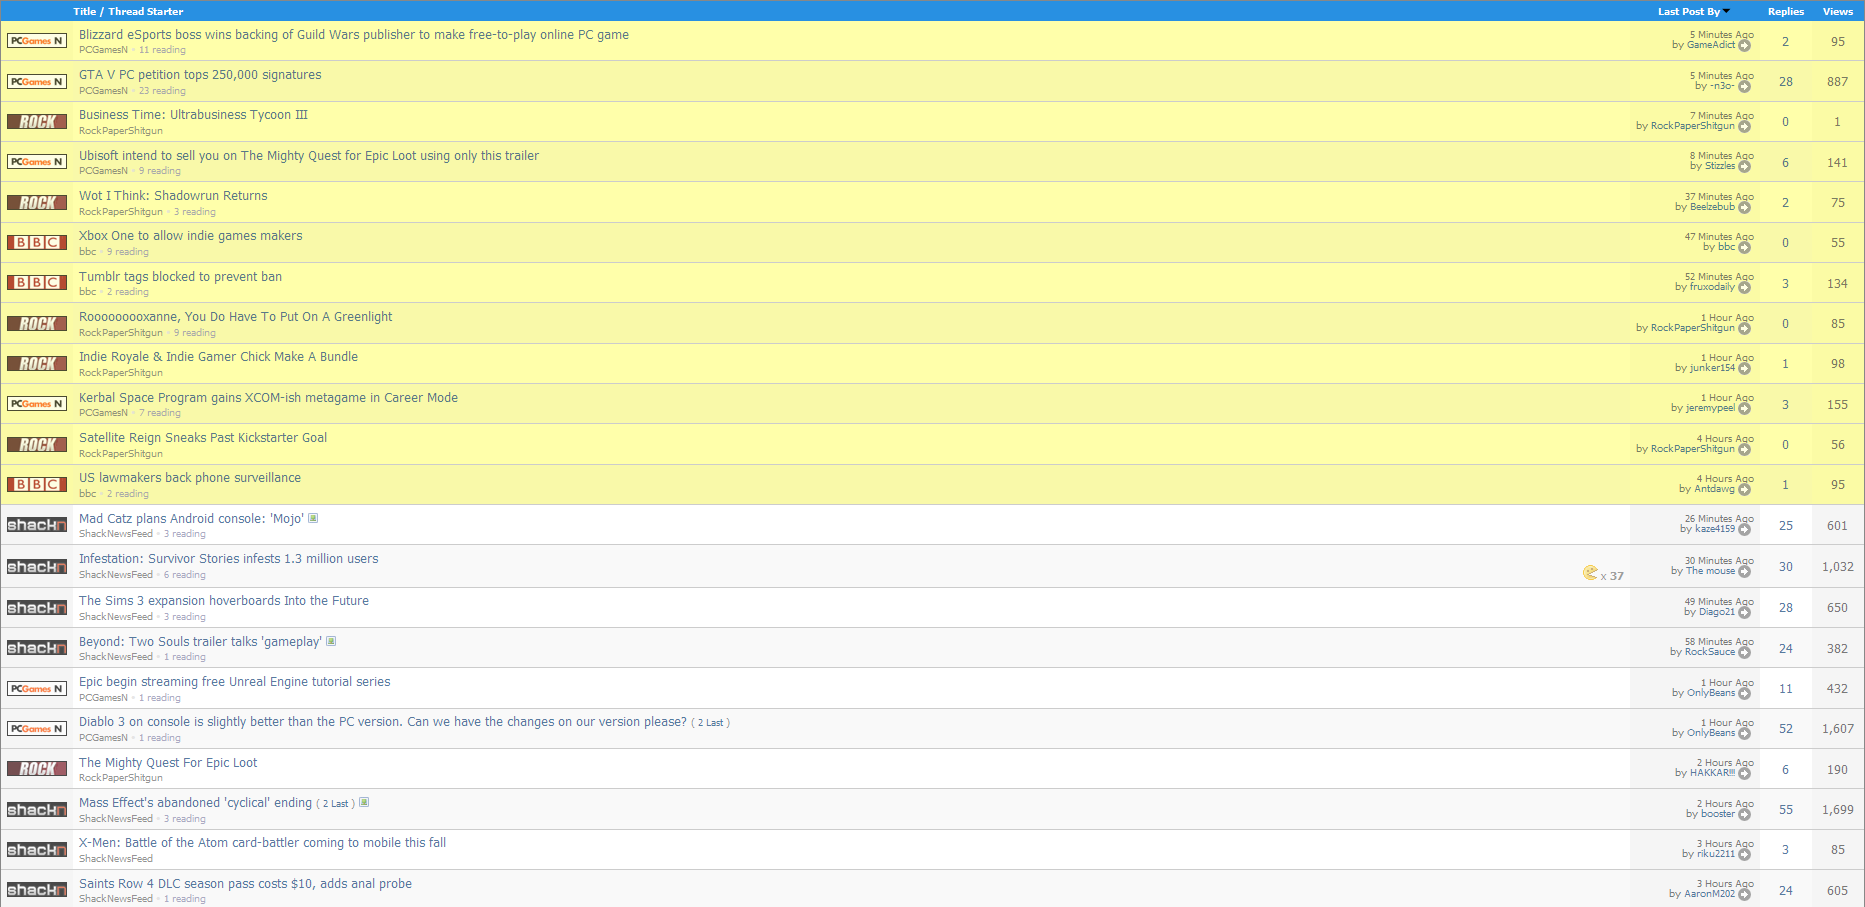 Title / Thread Starter Last Post By Replies Views
PCGamesN Blizzard eSports boss wins backing of Guild Wars publisher to make free-to-play online PC game 5 Minutes Ago
PCGamesN • 11 reading by GameAdict 2 95
PCGamesN GTA V PC petition tops 250,000 signatures 5 Minutes Ago
PCGamesN • 23 reading by -n3o- 28 887
ROCK Business Time: Ultrabusiness Tycoon III 7 Minutes Ago
RockPaperShitgun by RockPaperShitgun 0 1
PCGamesN Ubisoft intend to sell you on The Mighty Quest for Epic Loot using only this trailer 8 Minutes Ago
PCGamesN • 9 reading by Stizzles 6 141
ROCK Wot I Think: Shadowrun Returns 37 Minutes Ago
RockPaperShitgun • 3 reading by Beelzebub 2 75
BBC Xbox One to allow indie games makers 47 Minutes Ago
bbc • 9 reading by bbc 0 55
BBC Tumblr tags blocked to prevent ban 52 Minutes Ago
bbc • 2 reading by fruxodaily 3 134
ROCK Rooooooooxanne, You Do Have To Put On A Greenlight 1 Hour Ago
RockPaperShitgun • 9 reading by RockPaperShitgun 0 85
ROCK Indie Royale & Indie Gamer Chick Make A Bundle 1 Hour Ago
RockPaperShitgun by junker154 1 98
PCGamesN Kerbal Space Program gains XCOM-ish metagame in Career Mode 1 Hour Ago
PCGamesN • 7 reading by jeremypeel 3 155
ROCK Satellite Reign Sneaks Past Kickstarter Goal 4 Hours Ago
RockPaperShitgun by RockPaperShitgun 0 56
BBC US lawmakers back phone surveillance 4 Hours Ago
bbc • 2 reading by Antdawg 1 95
shackn Mad Catz plans Android console: 'Mojo' 26 Minutes Ago
ShackNewsFeed • 3 reading by kaze4159 25 601
shackn Infestation: Survivor Stories infests 1.3 million users 30 Minutes Ago
ShackNewsFeed • 6 reading x 37 by The mouse 30 1,032
shackn The Sims 3 expansion hoverboards Into the Future 49 Minutes Ago
ShackNewsFeed • 3 reading by Diago21 28 650
shackn Beyond: Two Souls trailer talks 'gameplay' 58 Minutes Ago
ShackNewsFeed • 1 reading by RockSauce 24 382
PCGamesN Epic begin streaming free Unreal Engine tutorial series 1 Hour Ago
PCGamesN • 1 reading by OnlyBeans 11 432
PCGamesN Diablo 3 on console is slightly better than the PC version. Can we have the changes on our version please? ( 2 Last ) 1 Hour Ago
PCGamesN • 1 reading by OnlyBeans 52 1,607
ROCK The Mighty Quest For Epic Loot 2 Hours Ago
RockPaperShitgun by HAKKAR!!! 6 190
shackn Mass Effect's abandoned 'cyclical' ending ( 2 Last ) 2 Hours Ago
ShackNewsFeed • 3 reading by booster 55 1,699
shackn X-Men: Battle of the Atom card-battler coming to mobile this fall 3 Hours Ago
ShackNewsFeed by riku2211 3 85
shackn Saints Row 4 DLC season pass costs $10, adds anal probe 3 Hours Ago
ShackNewsFeed • 1 reading by AaronM202 24 605